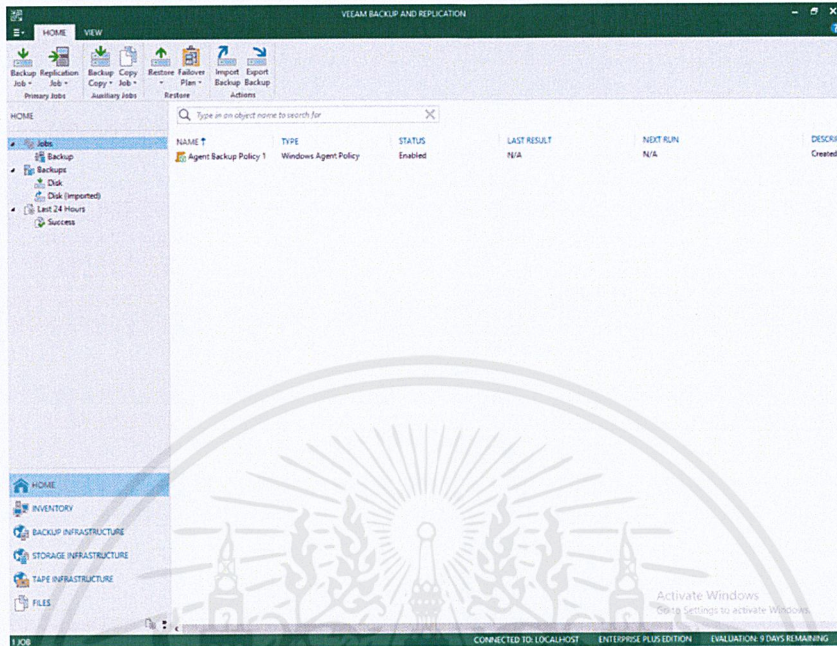 VEEAM BACKUP AND REPLICATION
HOME VIEW
Backup Job Replication Job Backup Copy Copy Job Restore Failover Plan Import Backup Export Backup
Primary Jobs Auxiliary Jobs Restore Actions
HOME
Type in an object name to search for
Jobs
Backup
Backups
Disk
Disk (Imported)
Last 24 Hours
Success
NAME TYPE STATUS LAST RESULT NEXT RUN DESCRI
Agent Backup Policy 1 Windows Agent Policy Enabled N/A N/A Created
HOME
INVENTORY
BACKUP INFRASTRUCTURE
STORAGE INFRASTRUCTURE
TAPE INFRASTRUCTURE
FILES
Activate Windows
Go to Settings to activate Windows.
1 JOB CONNECTED TO: LOCALHOST ENTERPRISE PLUS EDITION EVALUATION: 9 DAYS REMAINING